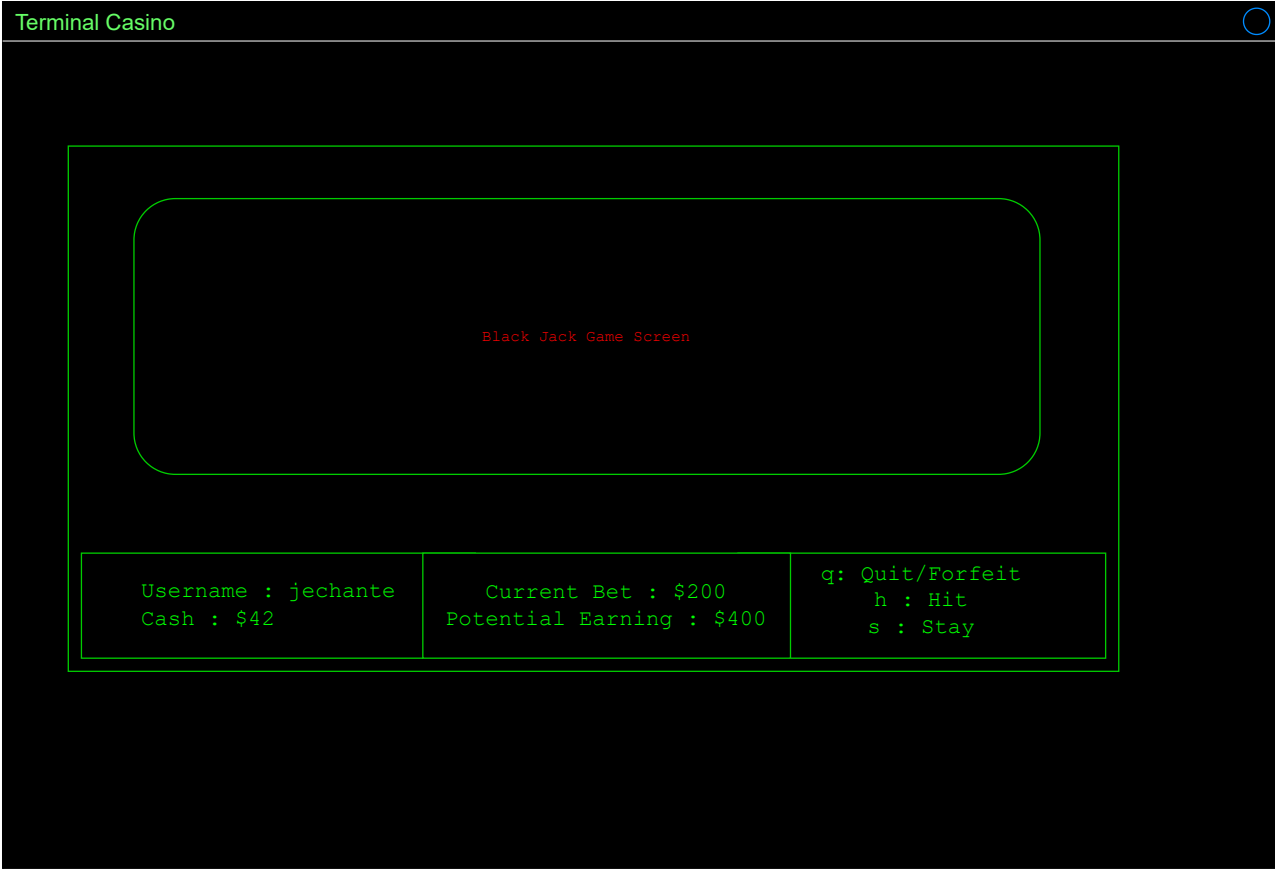 Terminal Casino
Black Jack Game Screen
Username : jechante
Cash : $42
Current Bet : $200
Potential Earning : $400
q: Quit/Forfeit
h : Hit
s : Stay